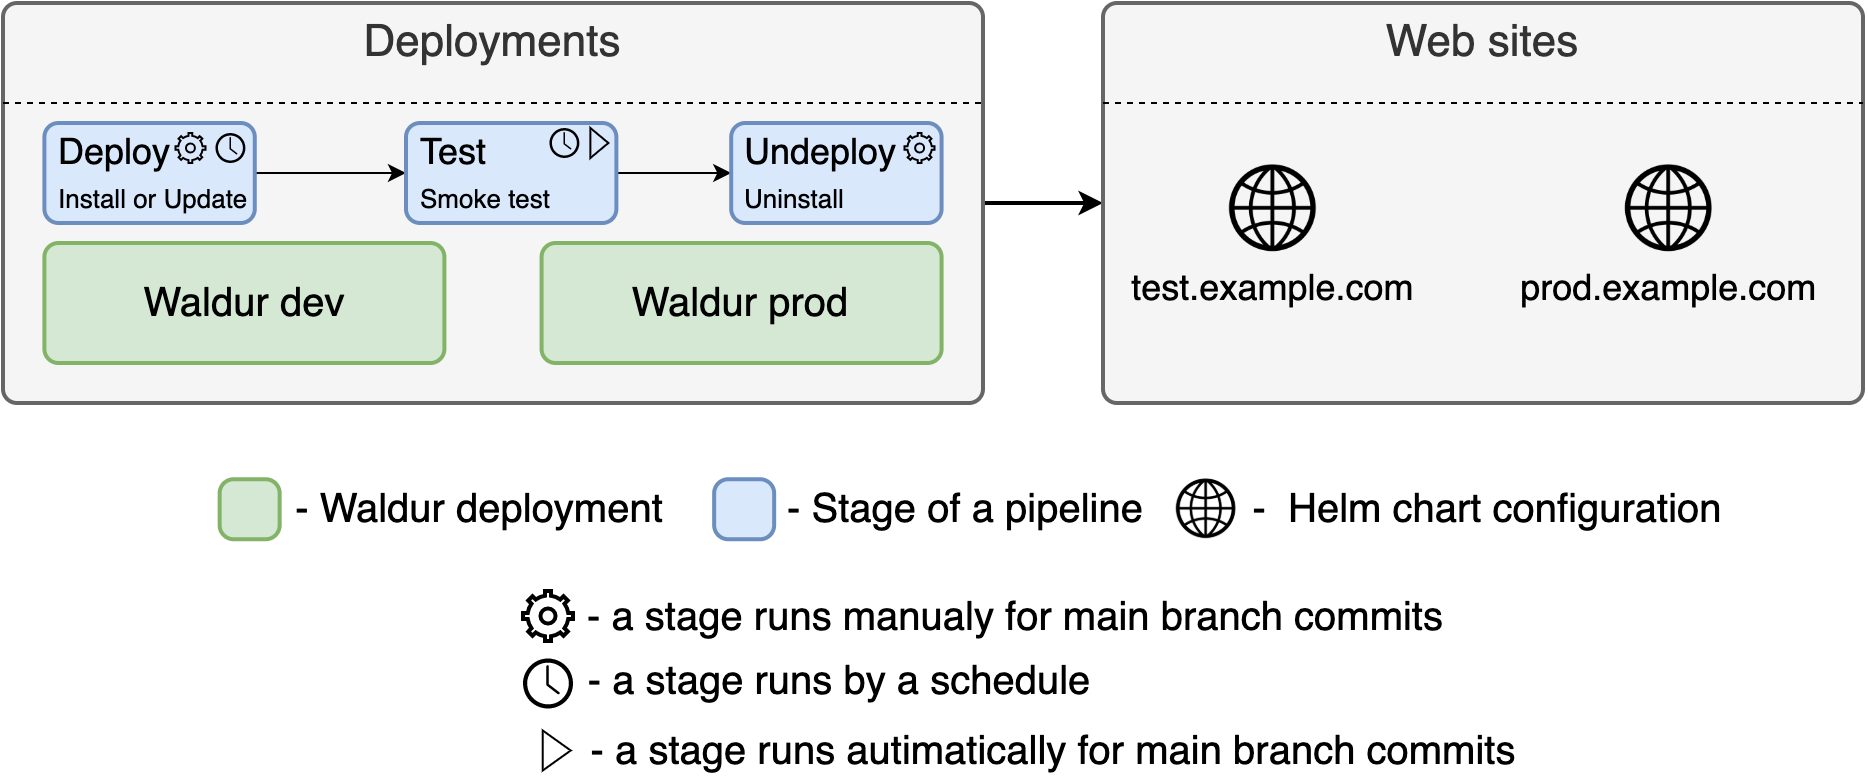 Deployments
Web sites
Deploy
Install or Update
Test
Smoke test
Undeploy
Uninstall
Waldur dev
Waldur prod
test.example.com
prod.example.com
- Waldur deployment
- Stage of a pipeline
- Helm chart configuration
- a stage runs manualy for main branch commits
- a stage runs by a schedule
- a stage runs autimatically for main branch commits